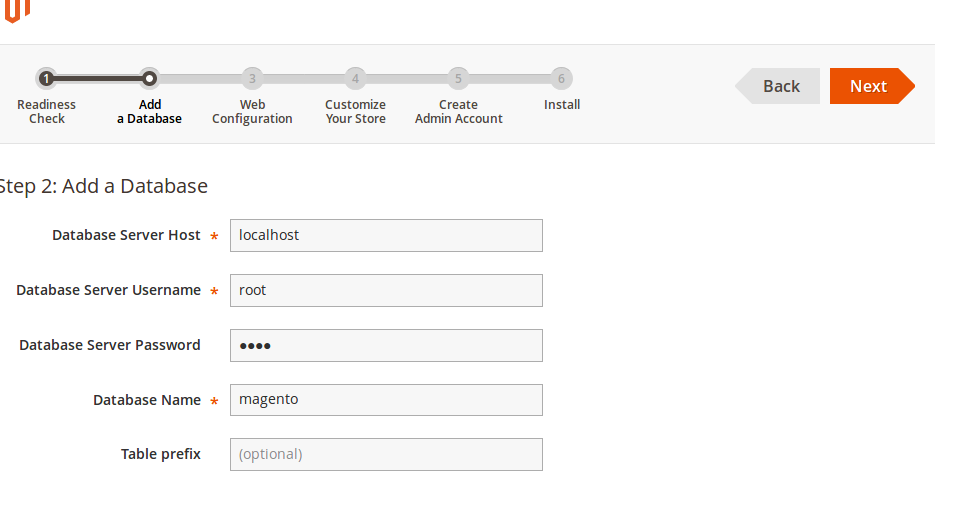 1
3
4
5
6
Readiness
Check
Add
a Database
Web
Configuration
Customize
Your Store
Create
Admin Account
Install
Back
Next
Step 2: Add a Database
Database Server Host *
localhost
Database Server Username *
root
Database Server Password
••••
Database Name *
magento
Table prefix
(optional)